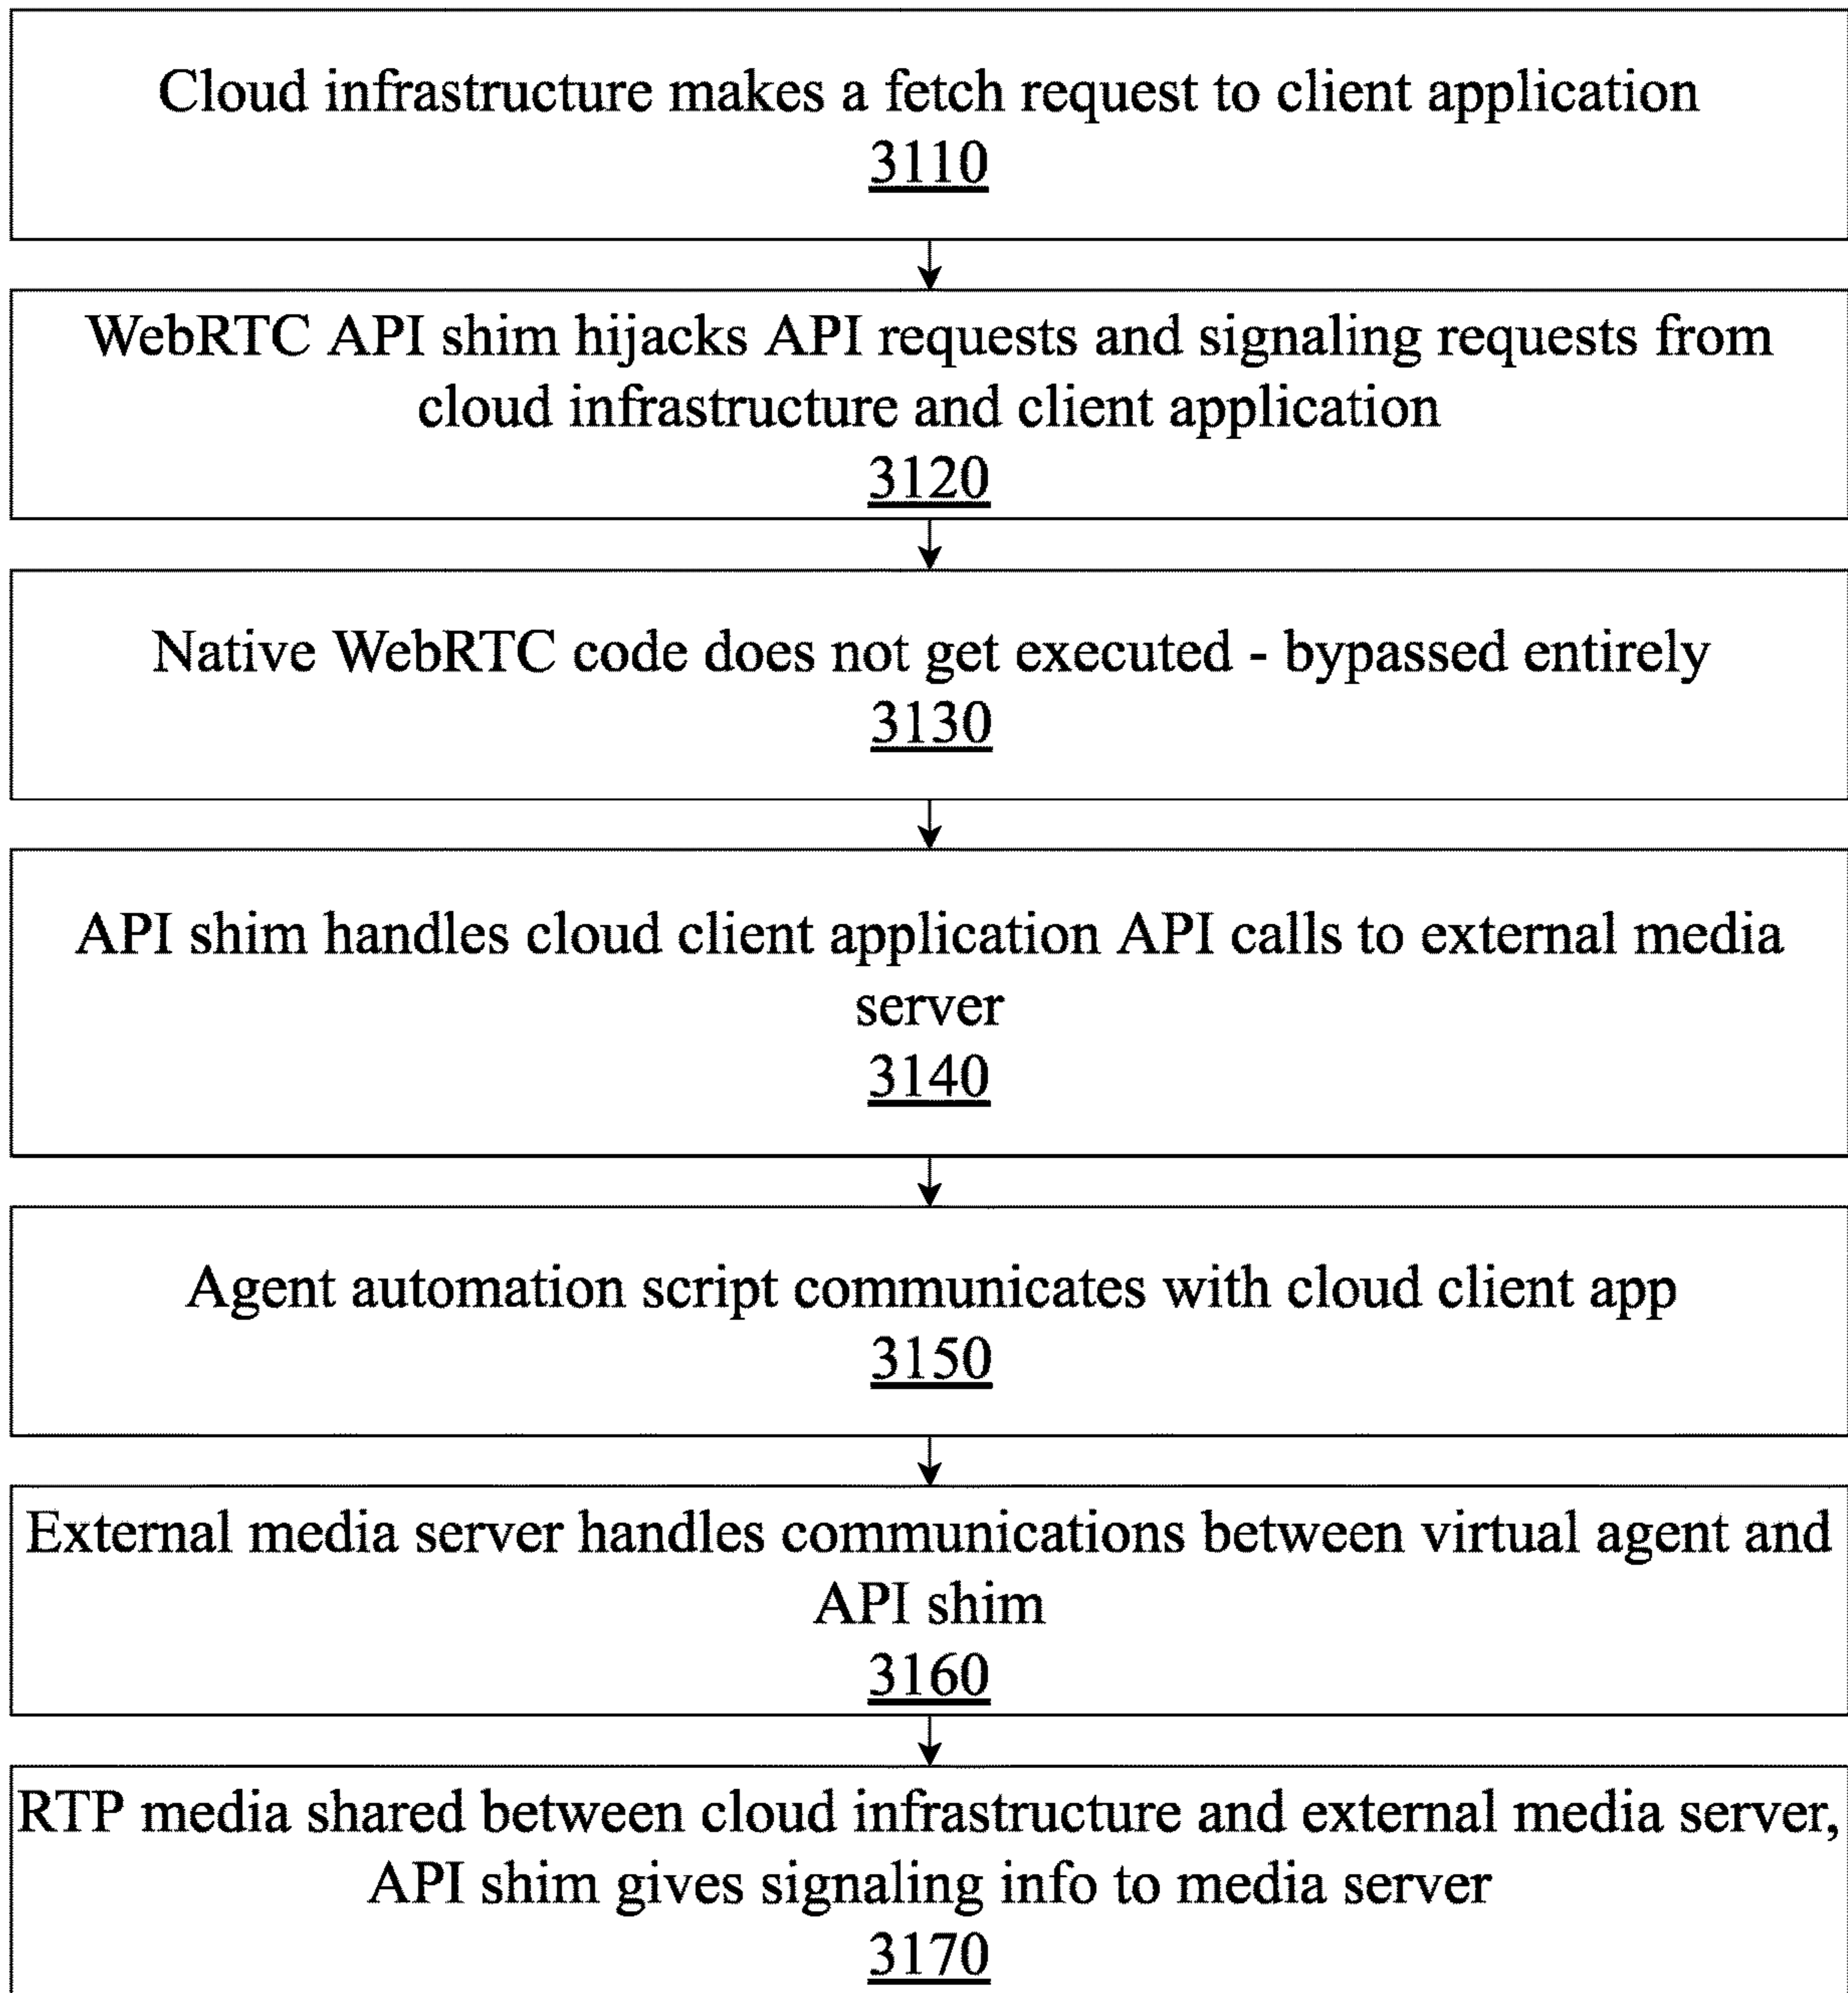 Cloud infrastructure makes a fetch request to client application
3110
WebRTC API shim hijacks API requests and signaling requests from
cloud infrastructure and client application
3120
Native WebRTC code does not get executed - bypassed entirely
3130
API shim handles cloud client application API calls to external media
server
3140
Agent automation script communicates with cloud client app
3150
External media server handles communications between virtual agent and
API shim
3160
RTP media shared between cloud infrastructure and external media server,
API shim gives signaling info to media server
3170